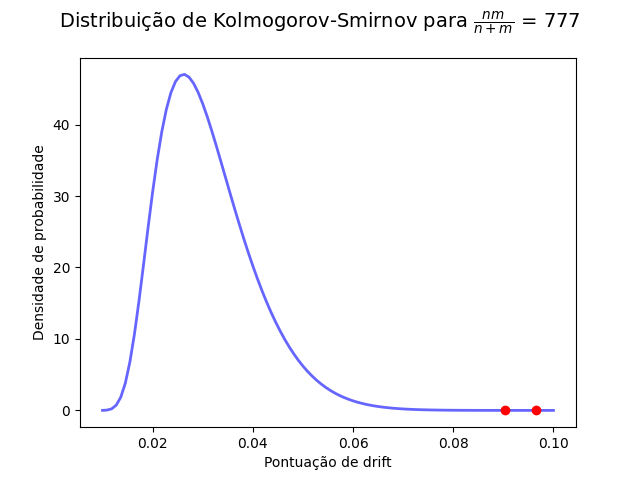 Distribuição de Kolmogorov-Smirnov para $\frac{nm}{n+m}$ = 777
Densidade de probabilidade
40
30
20
10
0
0.02 0.04 0.06 0.08 0.10
Pontuação de drift